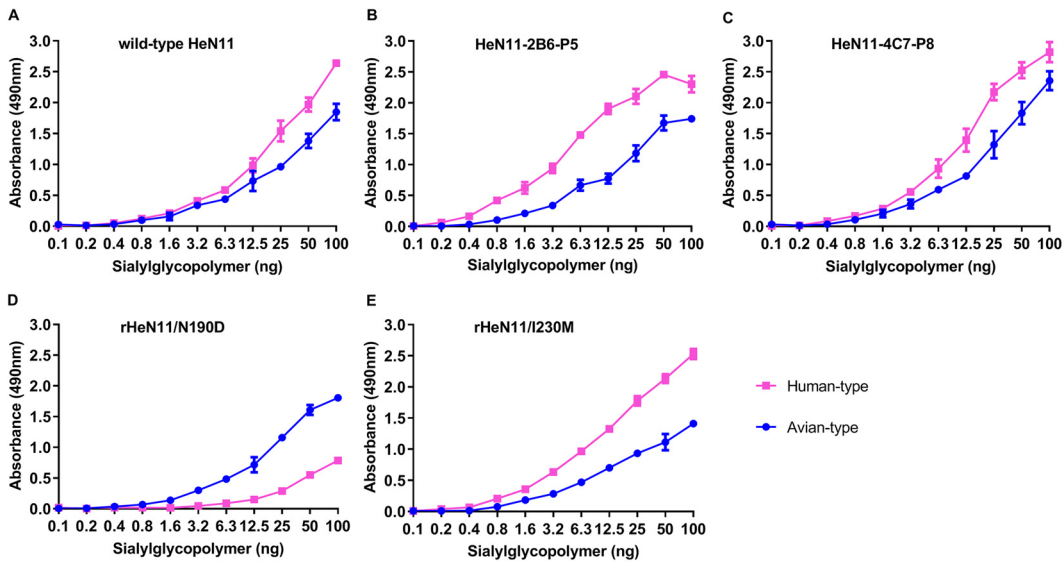 A
wild-type HeN11
Absorbance (490nm)
3.0
2.5
2.0
1.5
1.0
0.5
0.0
0.1 0.2 0.4 0.8 1.6 3.2 6.3 12.5 25 50 100
Sialylglycopolymer (ng)
B
HeN11-2B6-P5
Absorbance (490nm)
3.0
2.5
2.0
1.5
1.0
0.5
0.0
0.1 0.2 0.4 0.8 1.6 3.2 6.3 12.5 25 50 100
Sialylglycopolymer (ng)
C
HeN11-4C7-P8
Absorbance (490nm)
3.0
2.5
2.0
1.5
1.0
0.5
0.0
0.1 0.2 0.4 0.8 1.6 3.2 6.3 12.5 25 50 100
Sialylglycopolymer (ng)
D
rHeN11/N190D
Absorbance (490nm)
3.0
2.5
2.0
1.5
1.0
0.5
0.0
0.1 0.2 0.4 0.8 1.6 3.2 6.3 12.5 25 50 100
Sialylglycopolymer (ng)
E
rHeN11/I230M
Absorbance (490nm)
3.0
2.5
2.0
1.5
1.0
0.5
0.0
0.1 0.2 0.4 0.8 1.6 3.2 6.3 12.5 25 50 100
Sialylglycopolymer (ng)
Human-type
Avian-type